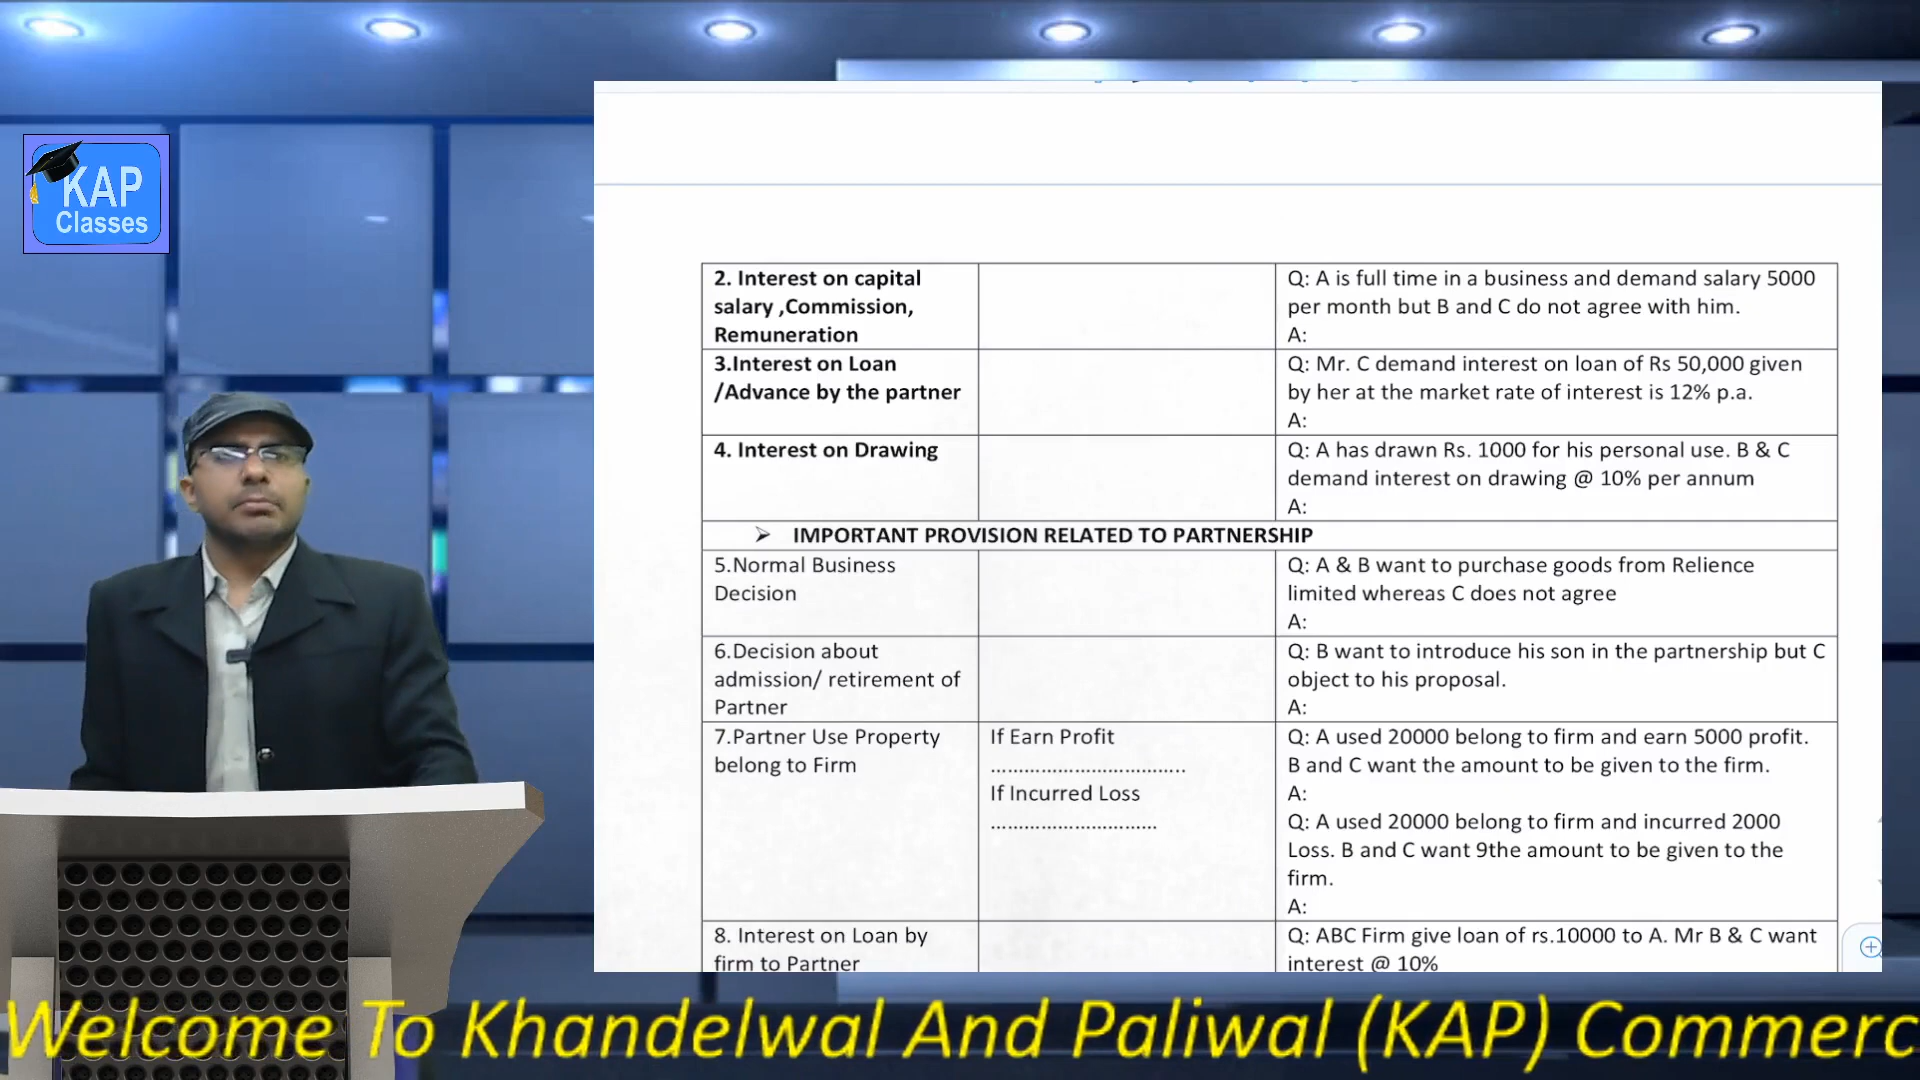 KAP
Classes
2. Interest on capital
salary ,Commission,
Remuneration
Q: A is full time in a business and demand salary 5000
per month but B and C do not agree with him.
A:
3.Interest on Loan
/Advance by the partner
Q: Mr. C demand interest on loan of Rs 50,000 given
by her at the market rate of interest is 12% p.a.
A:
4. Interest on Drawing
Q: A has drawn Rs. 1000 for his personal use. B & C
demand interest on drawing @ 10% per annum
A:
➢ IMPORTANT PROVISION RELATED TO PARTNERSHIP
5.Normal Business
Decision
Q: A & B want to purchase goods from Relience
limited whereas C does not agree
A:
6.Decision about
admission/ retirement of
Partner
Q: B want to introduce his son in the partnership but C
object to his proposal.
A:
7.Partner Use Property
belong to Firm
If Earn Profit
……………………………..
If Incurred Loss
…………………………
Q: A used 20000 belong to firm and earn 5000 profit.
B and C want the amount to be given to the firm.
A:
Q: A used 20000 belong to firm and incurred 2000
Loss. B and C want 9the amount to be given to the
firm.
A:
8. Interest on Loan by
firm to Partner
Q: ABC Firm give loan of rs.10000 to A. Mr B & C want
interest @ 10%
Welcome To Khandelwal And Paliwal (KAP) Commerc